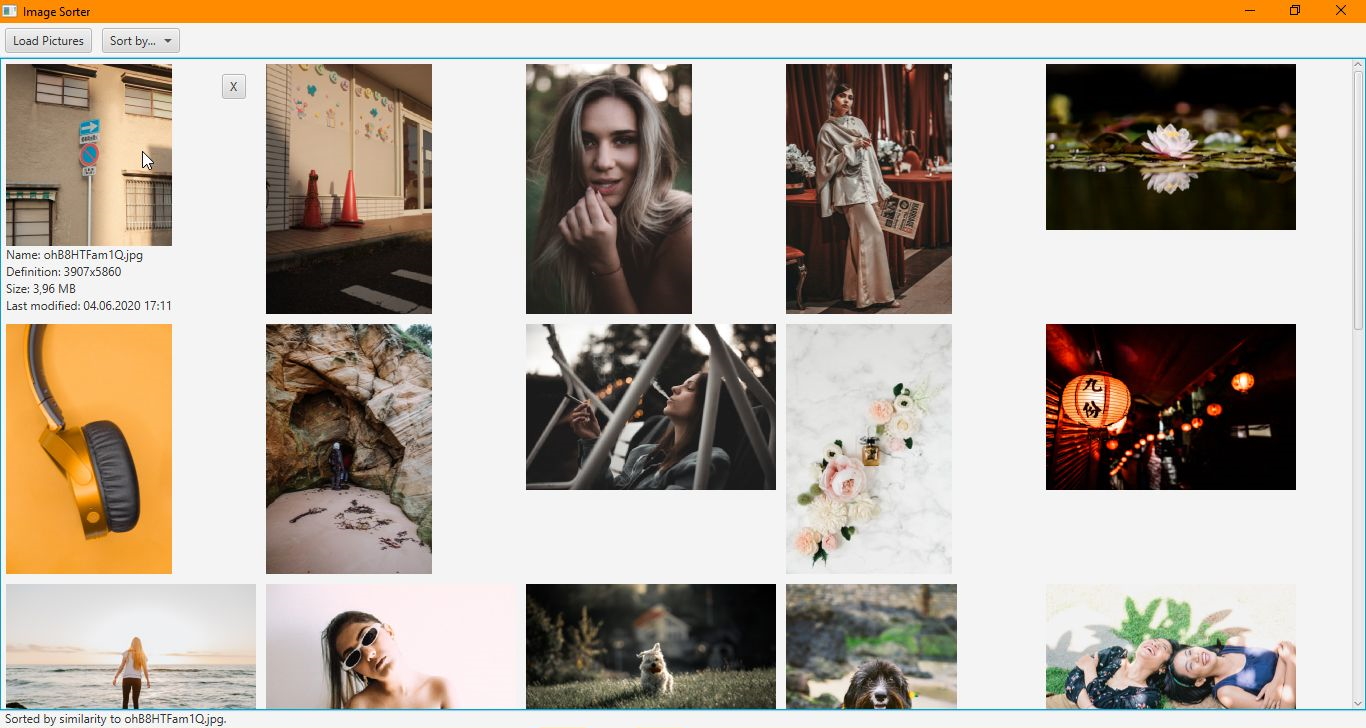 Image Sorter
Load Pictures
Sort by...
X
Name: ohB8HTFam1Q.jpg
Definition: 3907x5860
Size: 3,96 MB
Last modified: 04.06.2020 17:11
九
份
Sorted by similarity to ohB8HTFam1Q.jpg.